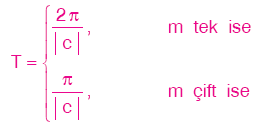 T = { 2π / | c | , m tek ise
π / | c | , m çift ise